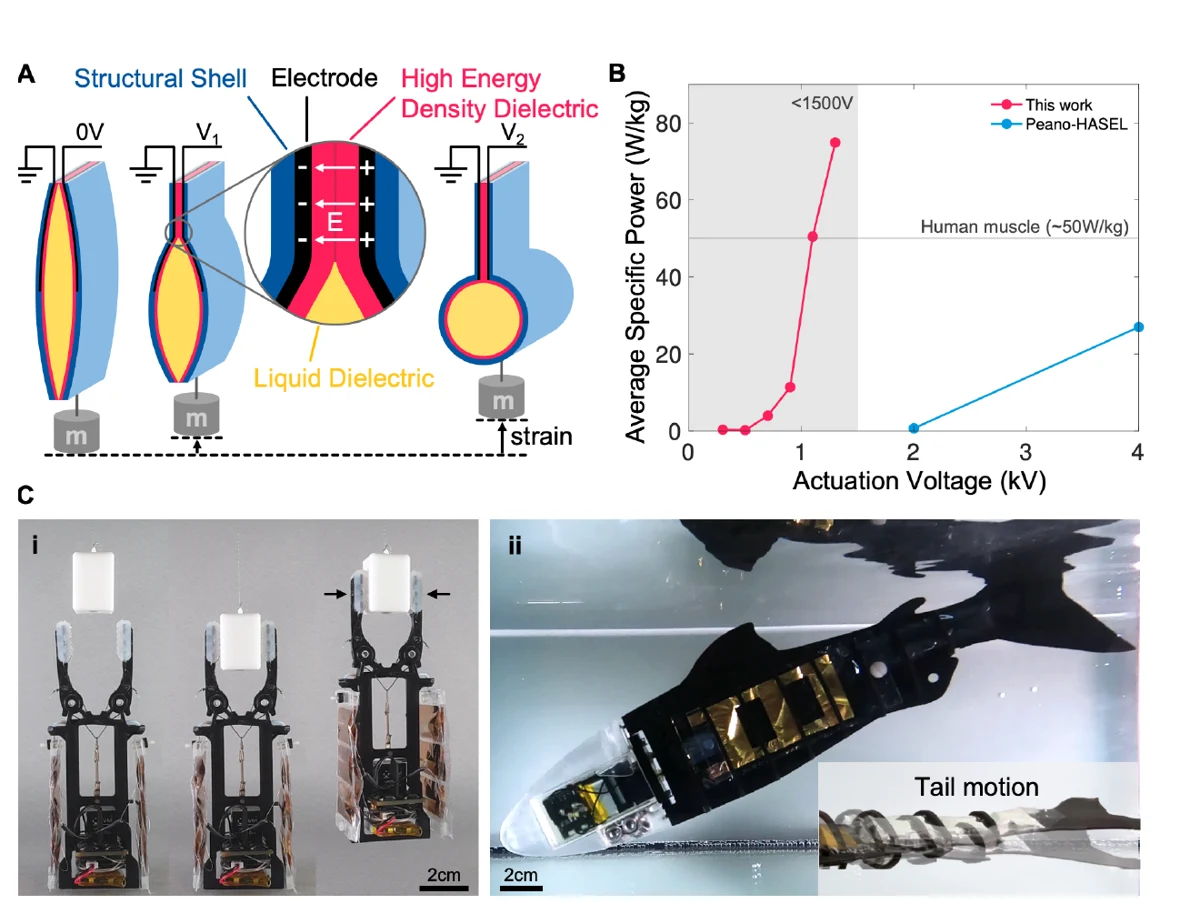 A
Structural Shell
Electrode
High Energy
Density Dielectric
0V
V1
V2
- +
- +
E
- +
Liquid Dielectric
m
m
m
strain
B
<1500V
This work
Peano-HASEL
Human muscle (~50W/kg)
Average Specific Power (W/kg)
80
60
40
20
0
0 1 2 3 4
Actuation Voltage (kV)
C
i
2cm
ii
Tail motion
2cm